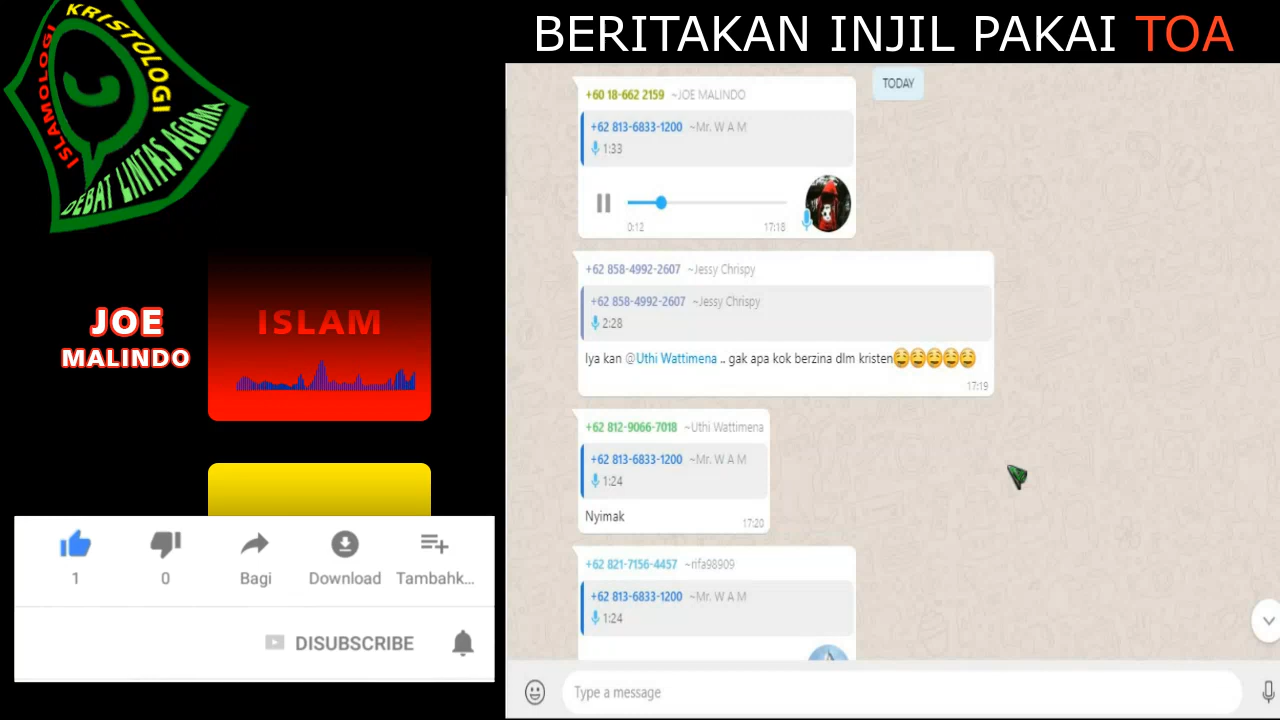 BERITAKAN INJIL PAKAI TOA
ISLAMOLOGI
KRISTOLOGI
DEBAT LINTAS AGAMA
JOE
MALINDO
ISLAM
1
0
Bagi
Download
Tambahk...
DISUBSCRIBE
TODAY
+60 18-662 2159 ~JOE MALINDO
+62 813-6833-1200 ~Mr. W A M
1:33
0:12
17:18
+62 858-4992-2607 ~Jessy Chrispy
+62 858-4992-2607 ~Jessy Chrispy
2:28
Iya kan @Uthi Wattimena .. gak apa kok berzina dlm kristen
17:19
+62 812-9066-7018 ~Uthi Wattimena
+62 813-6833-1200 ~Mr. W A M
1:24
Nyimak
17:20
+62 821-7156-4457 ~rifa98909
+62 813-6833-1200 ~Mr. W A M
1:24
Type a message